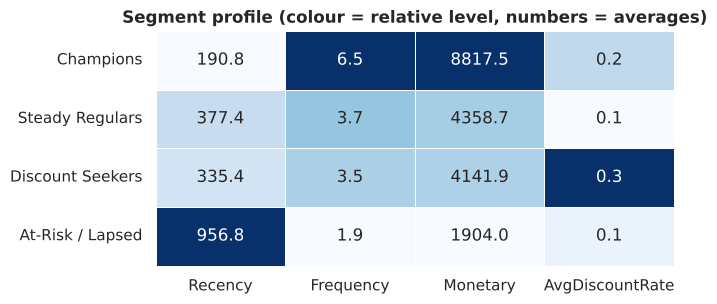 Segment profile (colour = relative level, numbers = averages)
Champions 190.8 6.5 8817.5 0.2
Steady Regulars 377.4 3.7 4358.7 0.1
Discount Seekers 335.4 3.5 4141.9 0.3
At-Risk / Lapsed 956.8 1.9 1904.0 0.1
Recency Frequency Monetary AvgDiscountRate